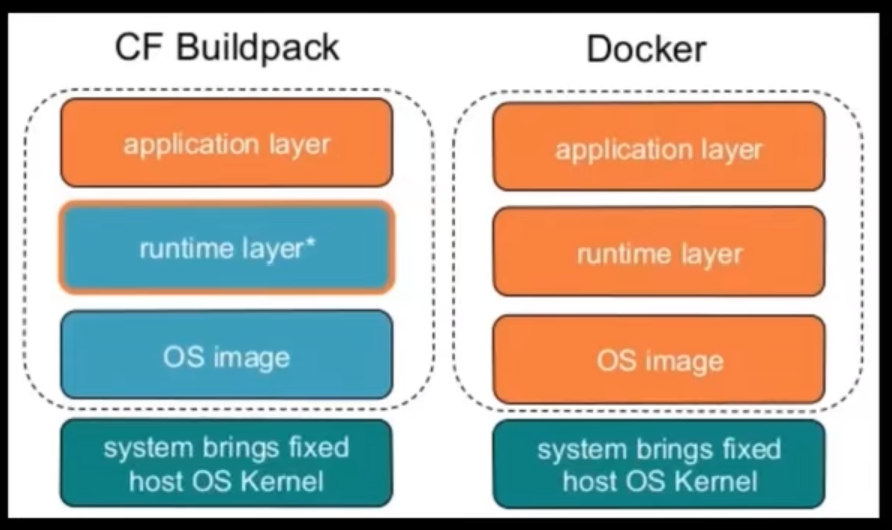 CF Buildpack
application layer
runtime layer*
OS image
system brings fixed
host OS Kernel
Docker
application layer
runtime layer
OS image
system brings fixed
host OS Kernel